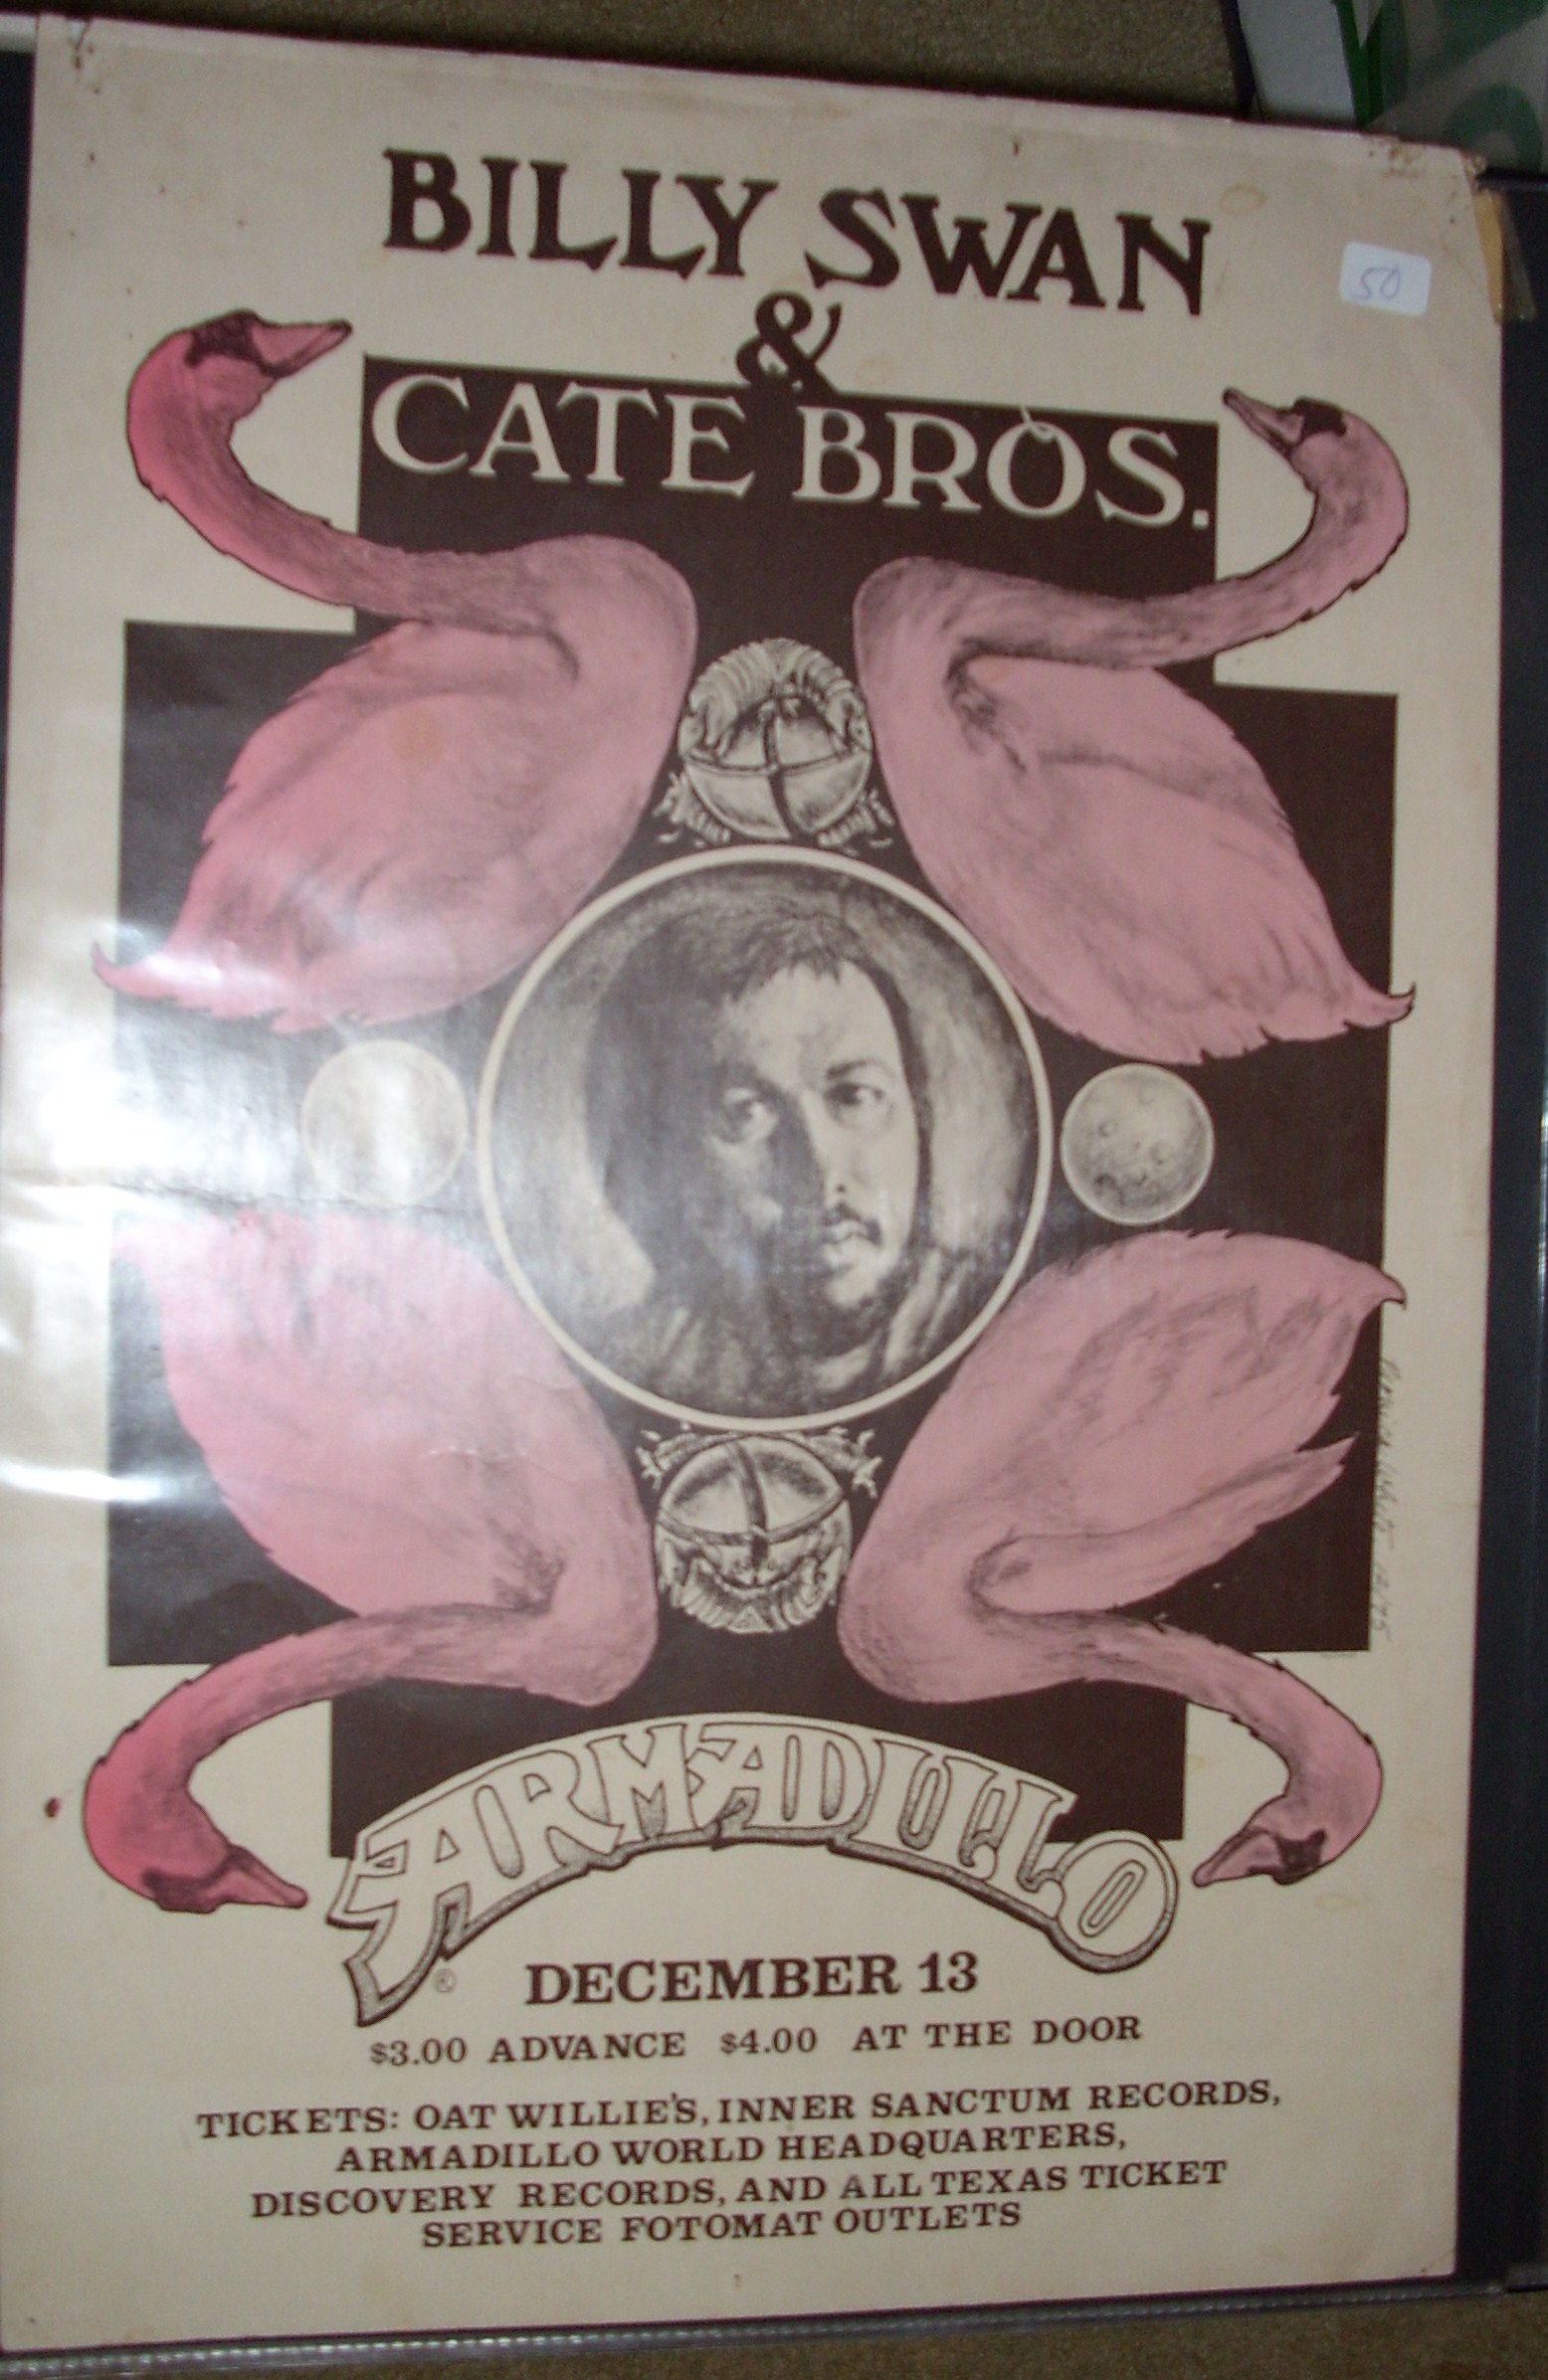 BILLY SWAN
50
&
CATE BROS.
ARMADILLO
®
DECEMBER 13
$3.00 ADVANCE $4.00 AT THE DOOR
TICKETS: OAT WILLIE'S, INNER SANCTUM RECORDS,
ARMADILLO WORLD HEADQUARTERS,
DISCOVERY RECORDS, AND ALL TEXAS TICKET
SERVICE FOTOMAT OUTLETS